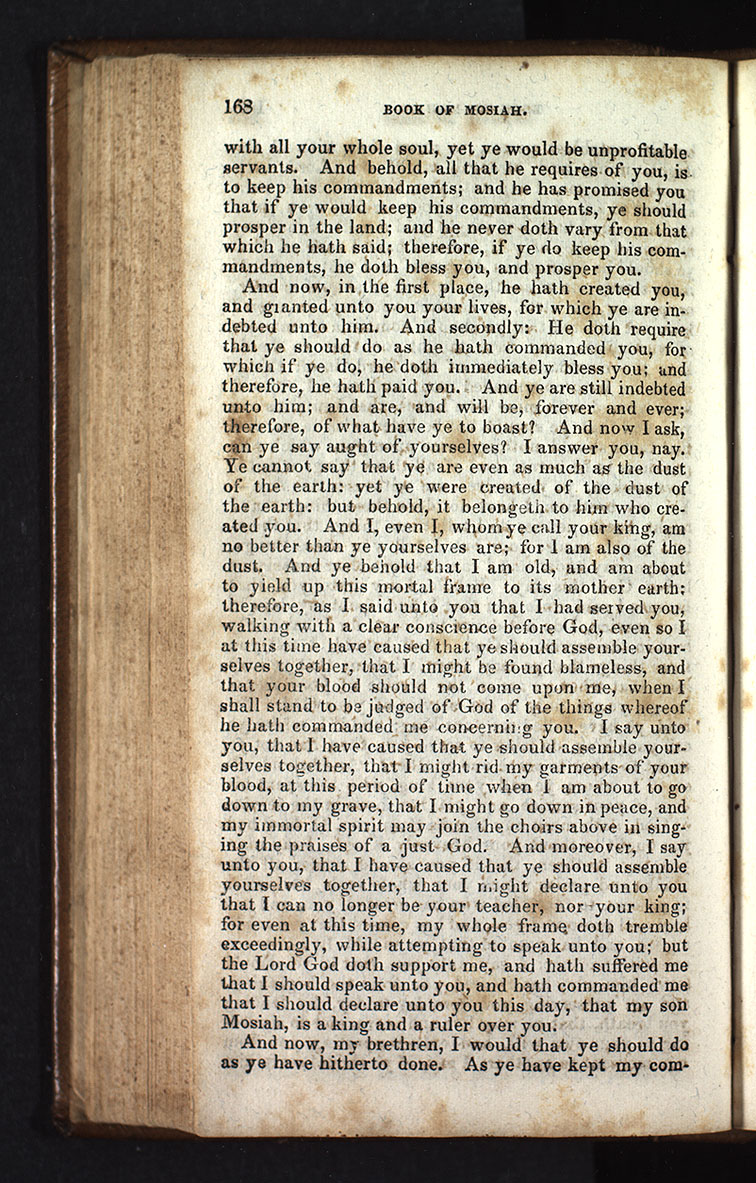 168
BOOK OF MOSIAH.
with all your whole soul, yet ye would be unprofitable
servants. And behold, all that he requires of you, is
to keep his commandments; and he has promised you
that if ye would keep his commandments, ye should
prosper in the land; and he never doth vary from that
which he hath said; therefore, if ye do keep his com-
mandments, he doth bless you, and prosper you.
And now, in the first place, he hath created you,
and granted unto you your lives, for which ye are in-
debted unto him. And secondly: He doth require
that ye should do as he hath commanded you, for
which if ye do, he doth immediately bless you; and
therefore, he hath paid you. And ye are still indebted
unto him; and are, and will be, forever and ever;
therefore, of what have ye to boast? And now I ask,
can ye say aught of yourselves? I answer you, nay.
Ye cannot say that ye are even as much as the dust
of the earth: yet ye were created of the dust of
the earth: but behold, it belongeth to him who cre-
ated you. And I, even I, whom ye call your king, am
no better than ye yourselves are; for I am also of the
dust. And ye behold that I am old, and am about
to yield up this mortal frame to its mother earth;
therefore, as I said unto you that I had served you,
walking with a clear conscience before God, even so I
at this time have caused that ye should assemble your-
selves together, that I might be found blameless, and
that your blood should not come upon me, when I
shall stand to be judged of God of the things whereof
he hath commanded me concerning you. I say unto
you, that I have caused that ye should assemble your-
selves together, that I might rid my garments of your
blood, at this period of time when I am about to go
down to my grave, that I might go down in peace, and
my immortal spirit may join the choirs above in sing-
ing the praises of a just God. And moreover, I say
unto you, that I have caused that ye should assemble
yourselves together, that I might declare unto you
that I can no longer be your teacher, nor your king;
for even at this time, my whole frame doth tremble
exceedingly, while attempting to speak unto you; but
the Lord God doth support me, and hath suffered me
that I should speak unto you, and hath commanded me
that I should declare unto you this day, that my son
Mosiah, is a king and a ruler over you.
And now, my brethren, I would that ye should do
as ye have hitherto done. As ye have kept my com-